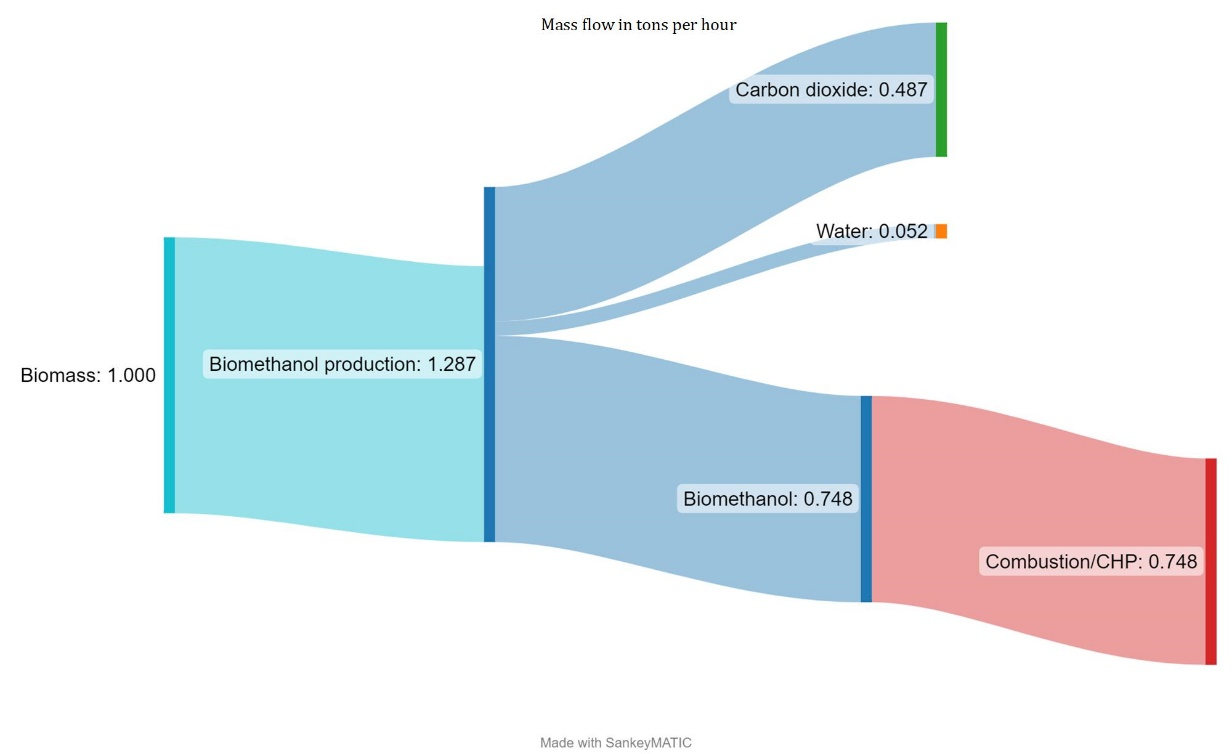 Mass flow in tons per hour
Carbon dioxide: 0.487
Water: 0.052
Biomethanol production: 1.287
Biomass: 1.000
Biomethanol: 0.748
Combustion/CHP: 0.748
Made with SankeyMATIC